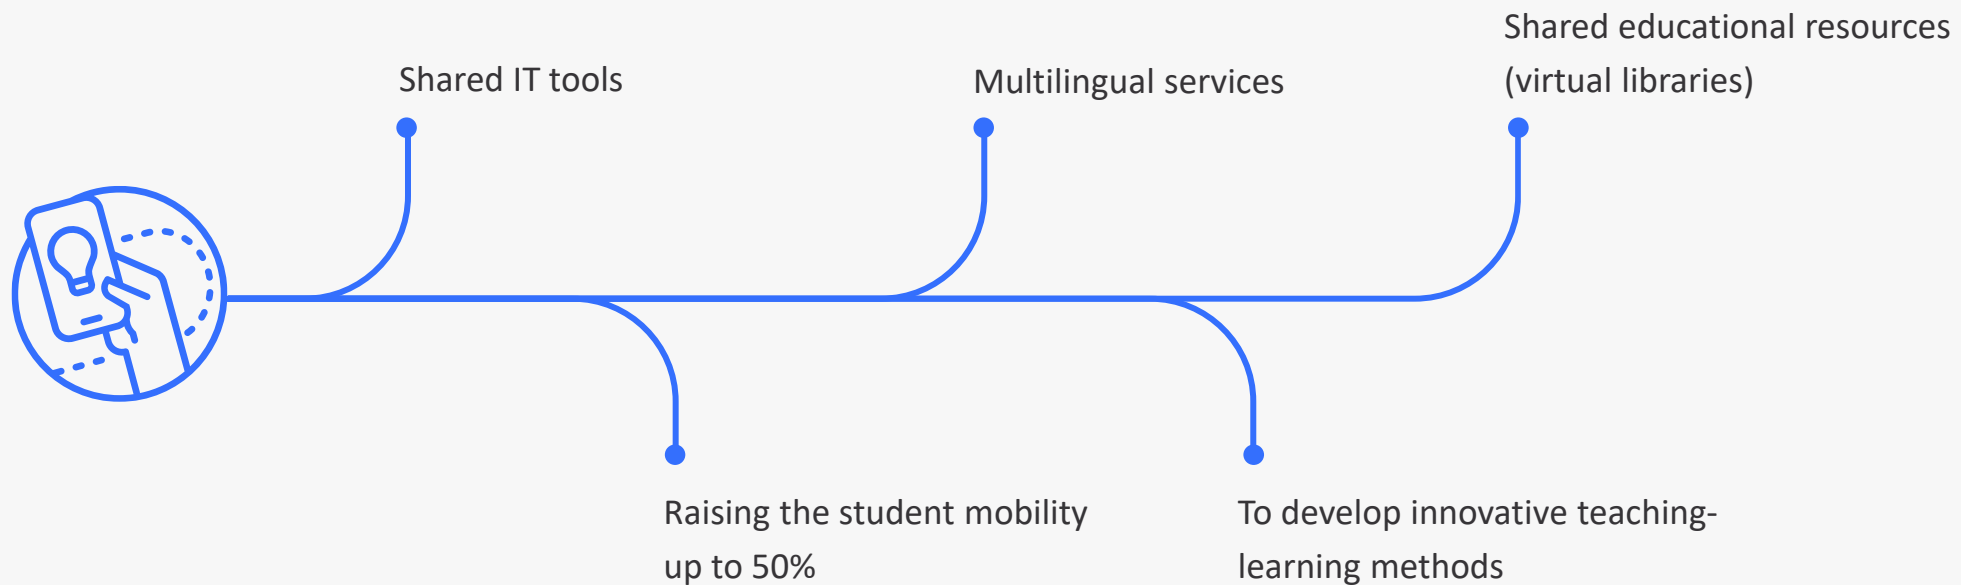 Shared IT tools
Multilingual services
Shared educational resources
(virtual libraries)
Raising the student mobility
up to 50%
To develop innovative teaching-
learning methods